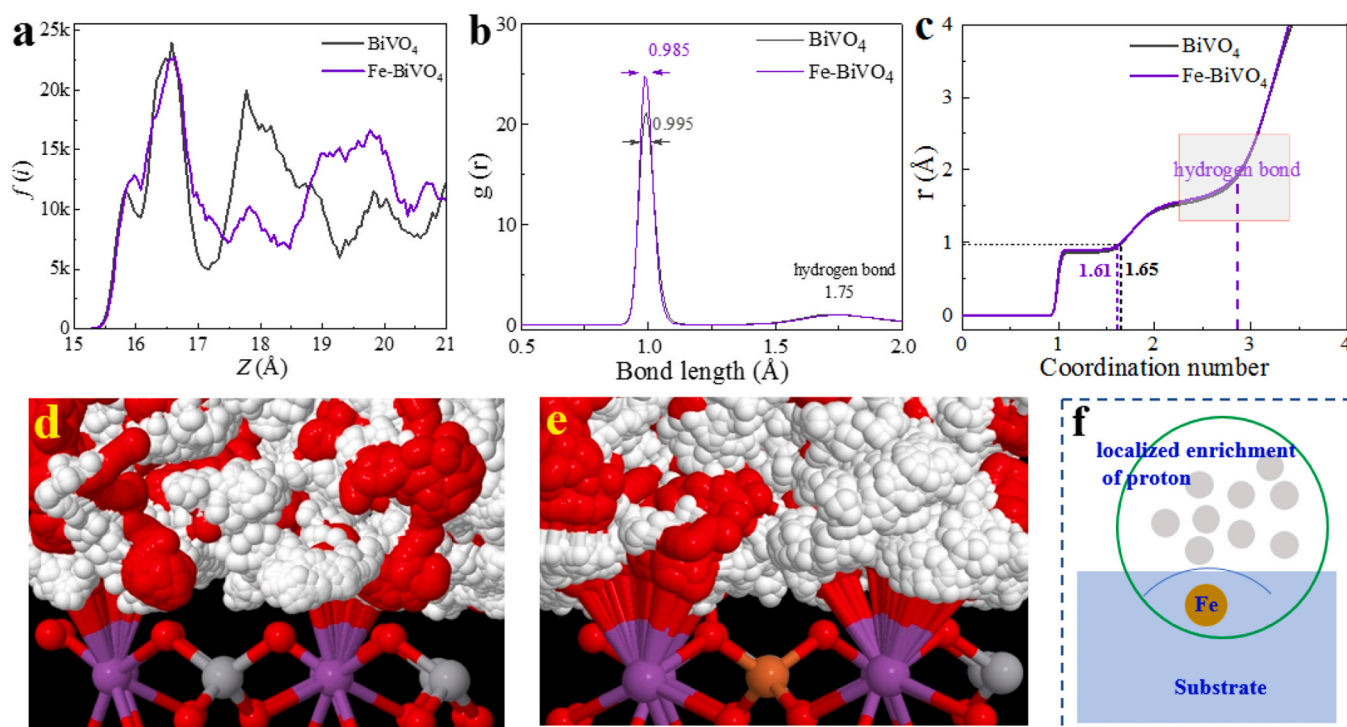 a
BiVO₄
Fe-BiVO₄
25k
20k
15k
10k
5k
0
f (i)
15 16 17 18 19 20 21
Z (Å)
b
BiVO₄
Fe-BiVO₄
0.985
0.995
hydrogen bond
1.75
30
20
10
0
g (r)
0.5 1.0 1.5 2.0
Bond length (Å)
c
BiVO₄
Fe-BiVO₄
hydrogen bond
1.61 1.65
4
3
2
1
0
r (Å)
0 1 2 3 4
Coordination number
d
e
f
localized enrichment
of proton
Fe
Substrate